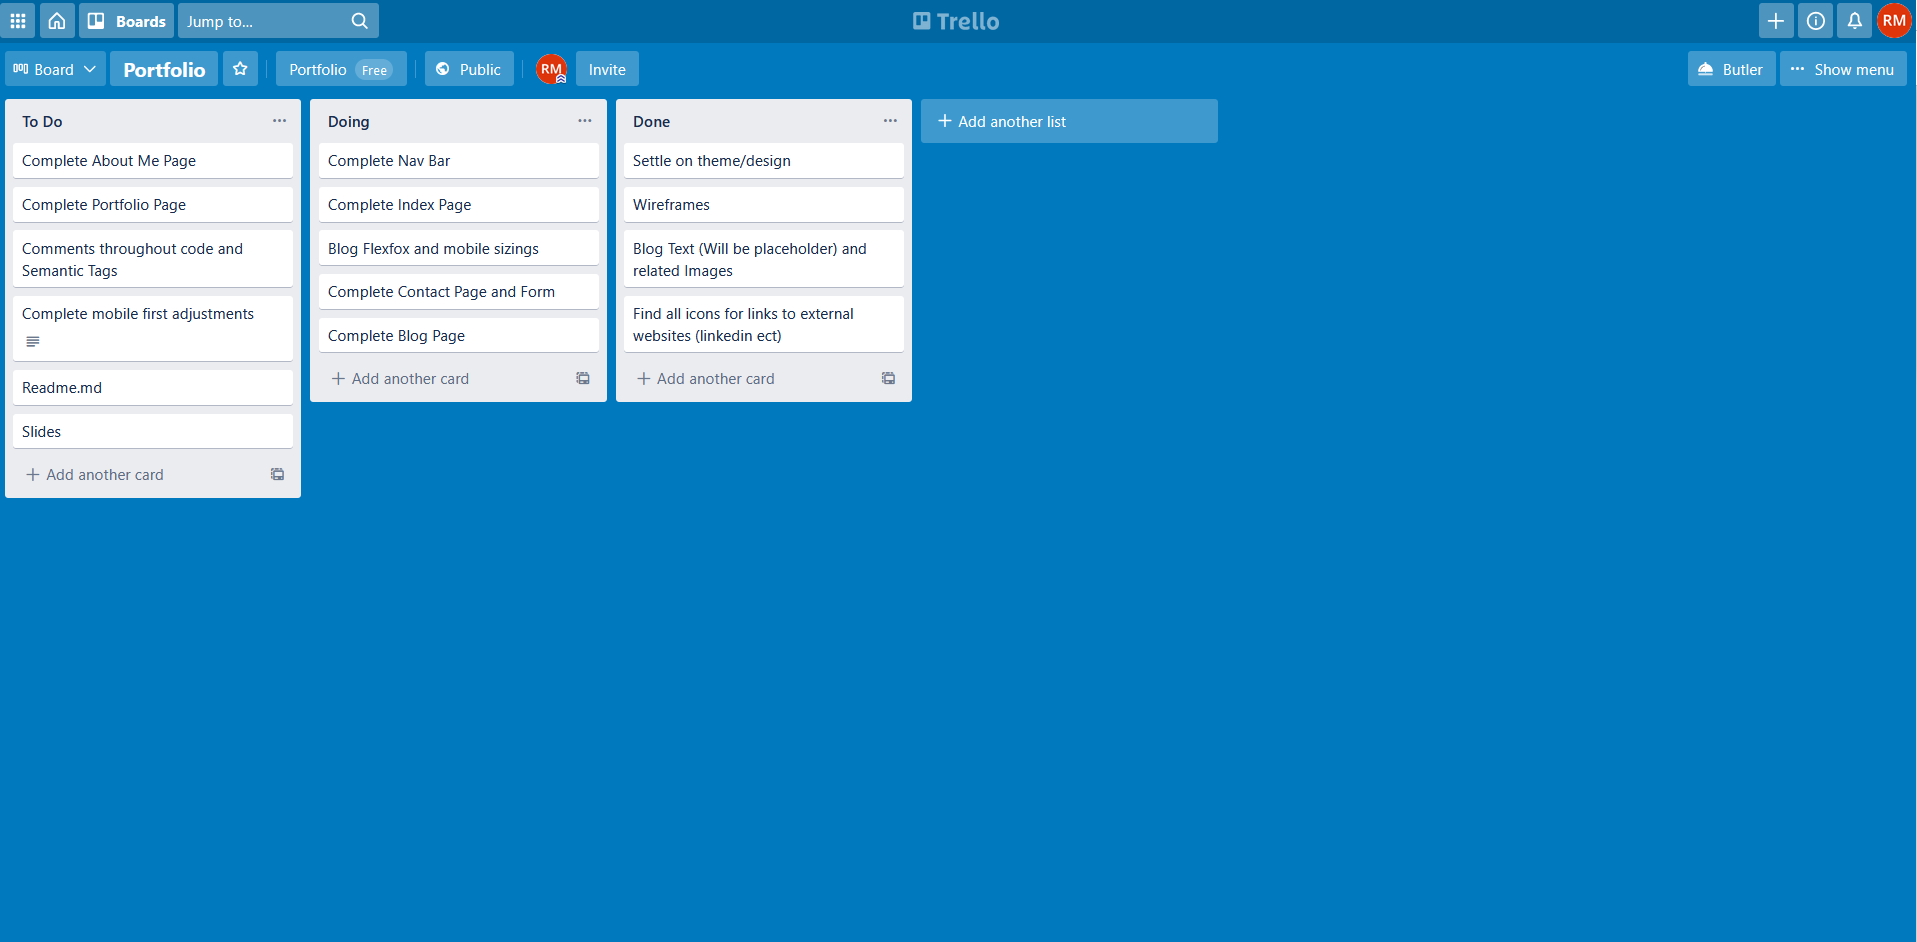 Boards
Jump to...
Trello
RM
Board
Portfolio
Portfolio Free
Public
RM
Invite
Butler
Show menu
To Do
Complete About Me Page
Complete Portfolio Page
Comments throughout code and
Semantic Tags
Complete mobile first adjustments
Readme.md
Slides
Add another card
Doing
Complete Nav Bar
Complete Index Page
Blog Flexfox and mobile sizings
Complete Contact Page and Form
Complete Blog Page
Add another card
Done
Settle on theme/design
Wireframes
Blog Text (Will be placeholder) and
related Images
Find all icons for links to external
websites (linkedin ect)
Add another card
Add another list